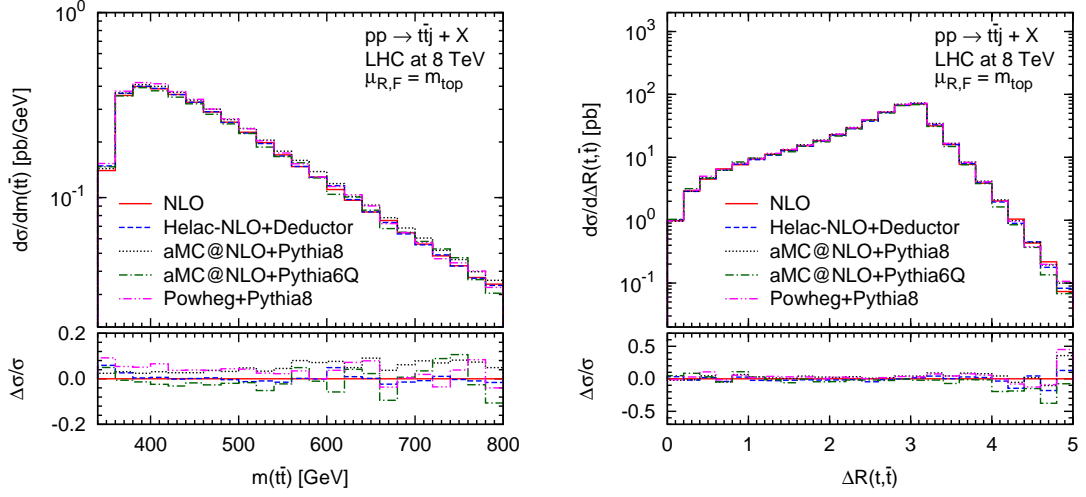 pp → tt̄j + X
LHC at 8 TeV
μR,F = mtop
dσ/dm(tt̄) [pb/GeV]
10^0
10^-1
NLO
Helac-NLO+Deductor
aMC@NLO+Pythia8
aMC@NLO+Pythia6Q
Powheg+Pythia8
Δσ/σ
0.2
0.0
-0.2
400 500 600 700 800
m(tt̄) [GeV]
pp → tt̄j + X
LHC at 8 TeV
μR,F = mtop
dσ/dΔR(t,t̄) [pb]
10^3
10^2
10^1
10^0
10^-1
NLO
Helac-NLO+Deductor
aMC@NLO+Pythia8
aMC@NLO+Pythia6Q
Powheg+Pythia8
Δσ/σ
0.5
0.0
-0.5
0 1 2 3 4 5
ΔR(t,t̄)